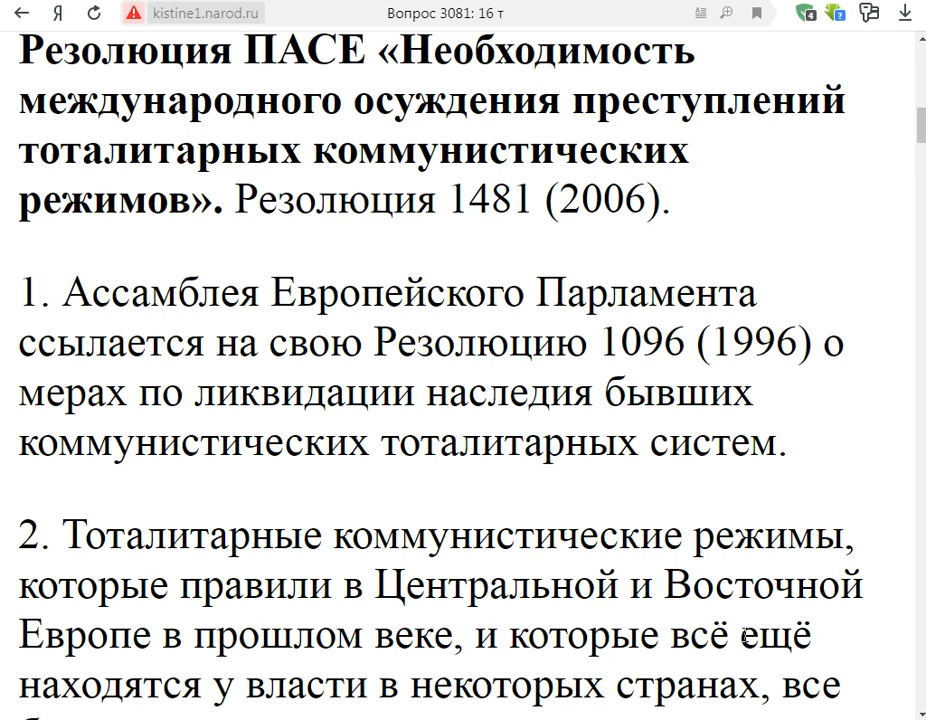 Я kistine1.narod.ru Вопрос 3081: 16 т 4 ?
Резолюция ПАСЕ «Необходимость
международного осуждения преступлений
тоталитарных коммунистических
режимов». Резолюция 1481 (2006).
1. Ассамблея Европейского Парламента
ссылается на свою Резолюцию 1096 (1996) о
мерах по ликвидации наследия бывших
коммунистических тоталитарных систем.
2. Тоталитарные коммунистические режимы,
которые правили в Центральной и Восточной
Европе в прошлом веке, и которые всё ещё
находятся у власти в некоторых странах, все